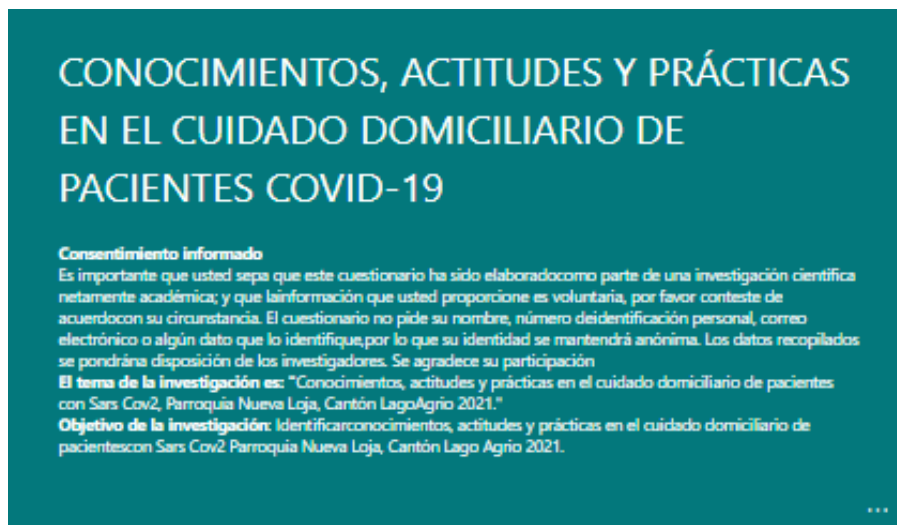 CONOCIMIENTOS, ACTITUDES Y PRÁCTICAS
EN EL CUIDADO DOMICILIARIO DE
PACIENTES COVID-19
Consentimiento informado
Es importante que usted sepa que este cuestionario ha sido elaboradocomo parte de una investigación científica
netamente académica; y que lainformación que usted proporcione es voluntaria, por favor conteste de
acuerdocon su circunstancia. El cuestionario no pide su nombre, número deidentificación personal, correo
electrónico o algún dato que lo identifique,por lo que su identidad se mantendrá anónima. Los datos recopilados
se pondrána disposición de los investigadores. Se agradece su participación
El tema de la investigación es: "Conocimientos, actitudes y prácticas en el cuidado domiciliario de pacientes
con Sars Cov2, Parroquia Nueva Loja, Cantón LagoAgrio 2021."
Objetivo de la investigación: Identificarconocimientos, actitudes y prácticas en el cuidado domiciliario de
pacientescon Sars Cov2 Parroquia Nueva Loja, Cantón Lago Agrio 2021.
...